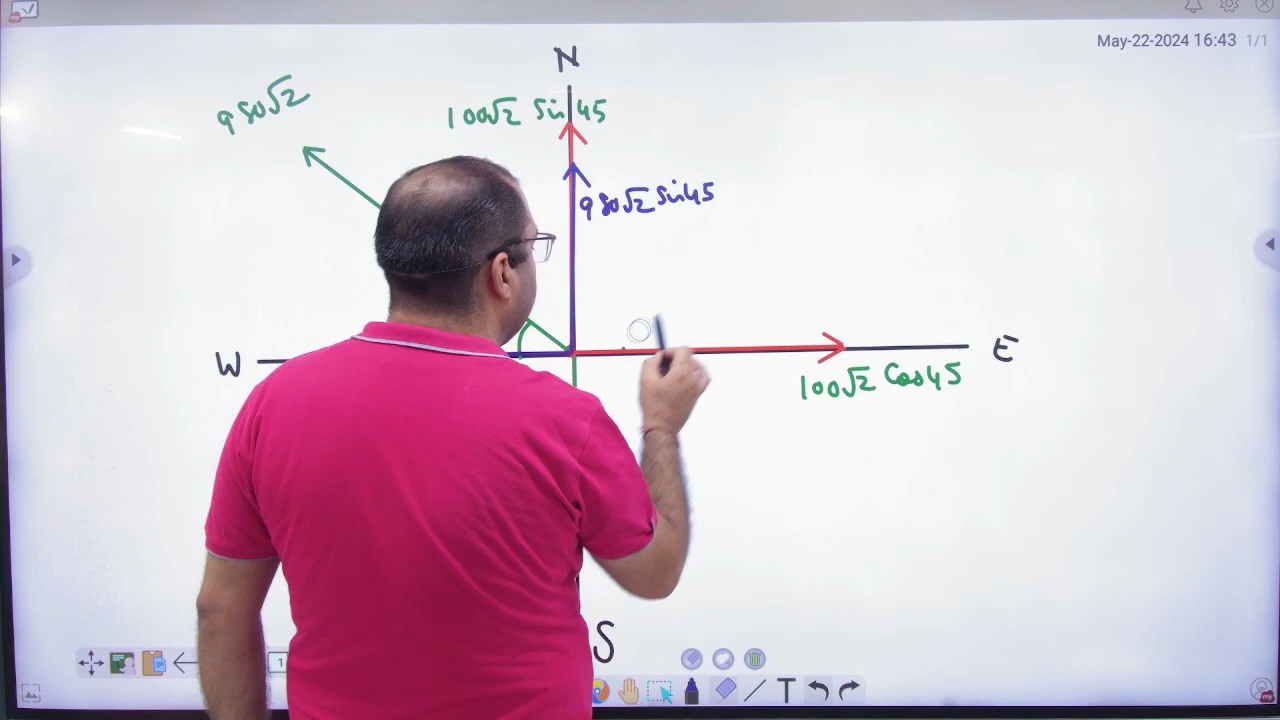 May-22-2024 16:43 1/1
N
980√2
100√2 Sin 45
980√2 Sin45
W
E
100√2 Cos45
S
1
T